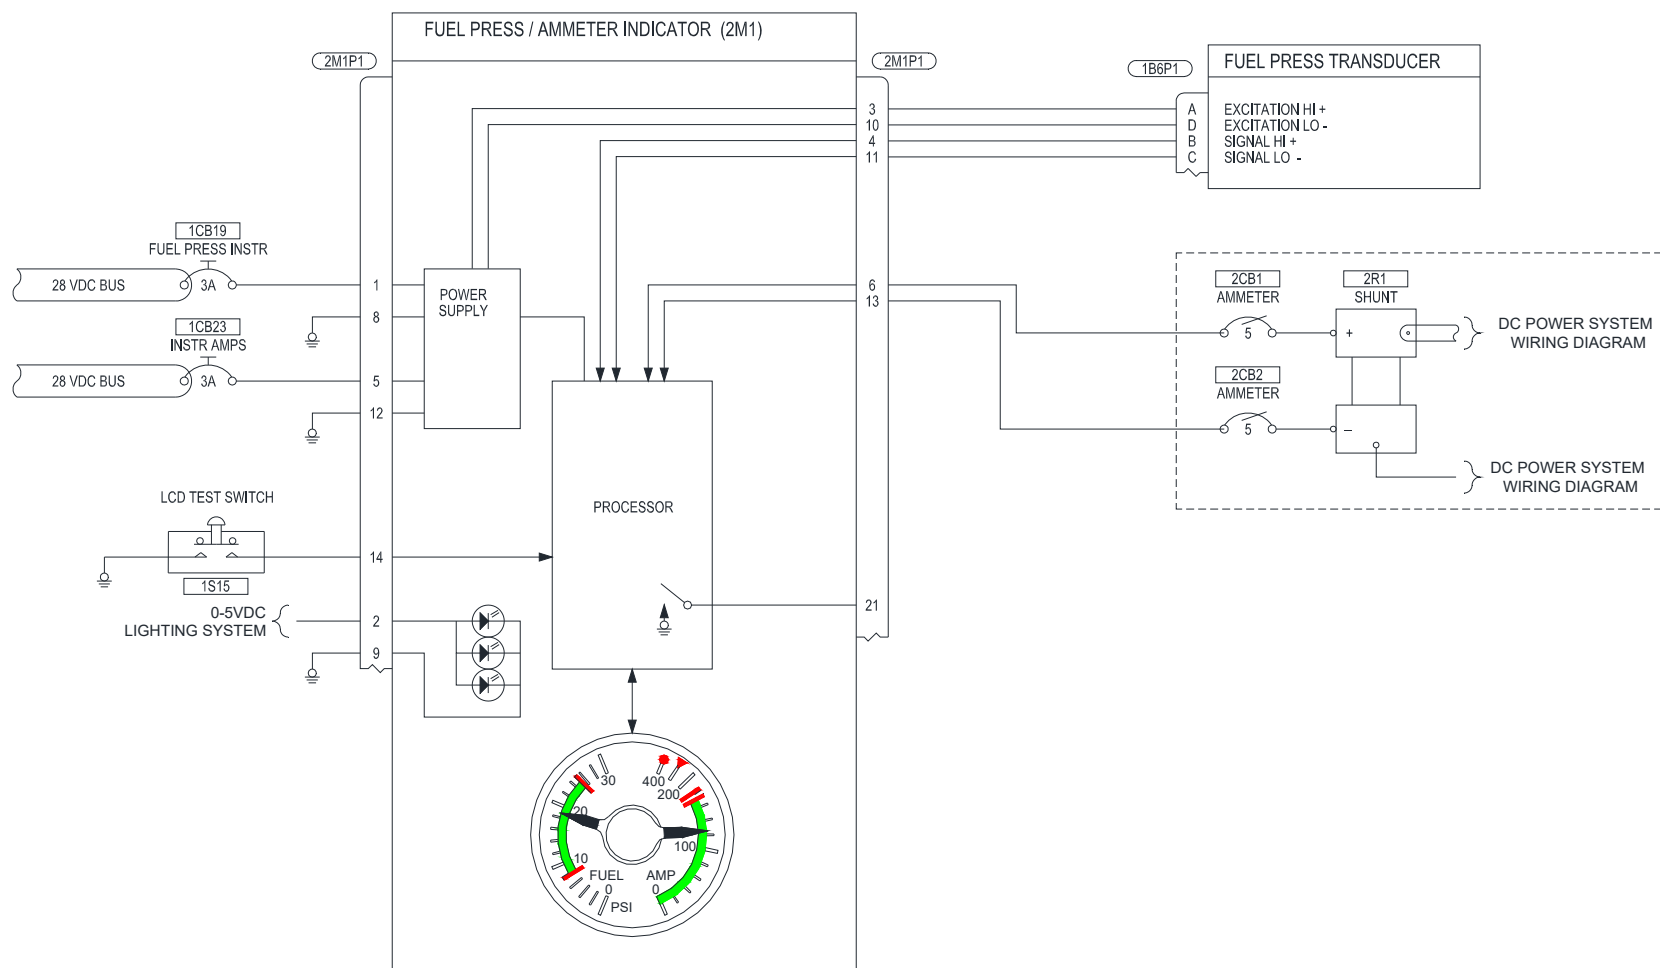 FUEL PRESS / AMMETER INDICATOR (2M1)
2M1P1
2M1P1
1B6P1
FUEL PRESS TRANSDUCER
3
10
4
11
A EXCITATION HI +
D EXCITATION LO -
B SIGNAL HI +
C SIGNAL LO -
1CB19
FUEL PRESS INSTR
28 VDC BUS
3A
1
8
1CB23
INSTR AMPS
28 VDC BUS
3A
5
12
POWER
SUPPLY
6
13
2CB1
AMMETER
5
2R1
SHUNT
+
DC POWER SYSTEM
WIRING DIAGRAM
2CB2
AMMETER
5
–
DC POWER SYSTEM
WIRING DIAGRAM
PROCESSOR
LCD TEST SWITCH
14
1S15
0-5VDC
LIGHTING SYSTEM
2
9
21
30
20
10
0
FUEL
PSI
400
200
100
AMP
0